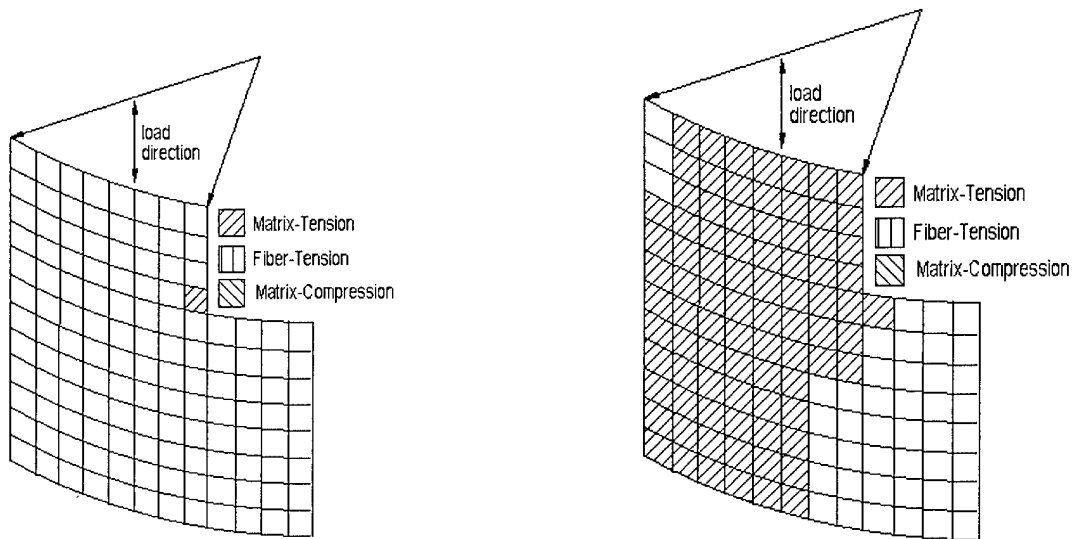 load
direction
Matrix-Tension
Fiber-Tension
Matrix-Compression
load
direction
Matrix-Tension
Fiber-Tension
Matrix-Compression